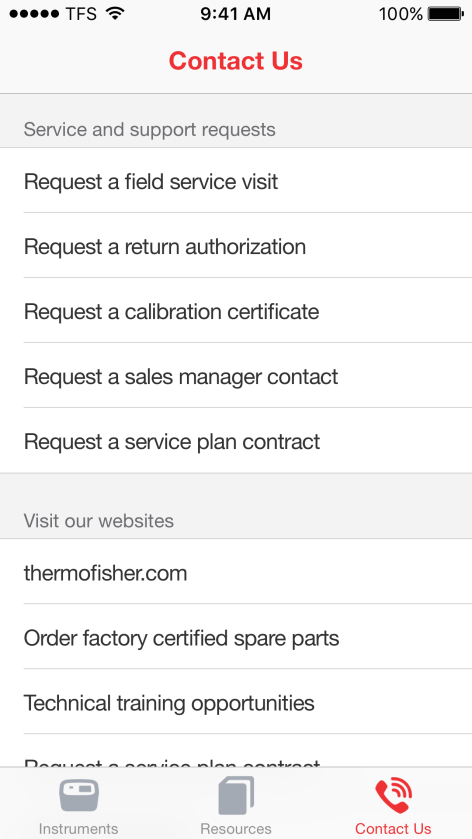 TFS 9:41 AM 100%
Contact Us
Service and support requests
Request a field service visit
Request a return authorization
Request a calibration certificate
Request a sales manager contact
Request a service plan contract
Visit our websites
thermofisher.com
Order factory certified spare parts
Technical training opportunities
Request a service plan contract
Instruments Resources Contact Us